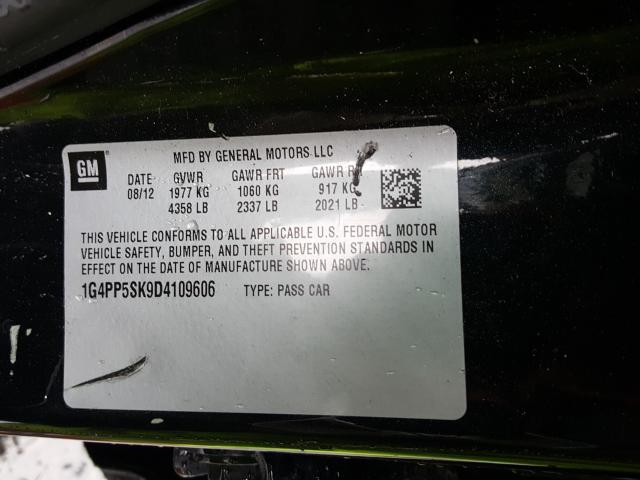 GM
MFD BY GENERAL MOTORS LLC
DATE GVWR GAWR FRT GAWR
08/12 1977 KG 1060 KG 917 KG
4358 LB 2337 LB 2021 LB
THIS VEHICLE CONFORMS TO ALL APPLICABLE U.S. FEDERAL MOTOR
VEHICLE SAFETY, BUMPER, AND THEFT PREVENTION STANDARDS IN
EFFECT ON THE DATE OF MANUFACTURE SHOWN ABOVE.
1G4PP5SK9D4109606 TYPE: PASS CAR